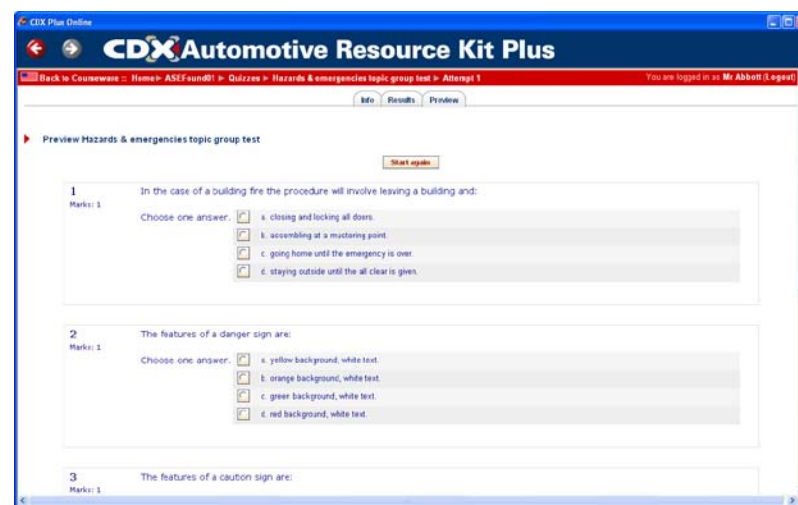 CDX Plus Online
CDX Automotive Resource Kit Plus
Back to Courseware :: Home ► ASEFound01 ► Quizzes ► Hazards & emergencies topic group test ► Attempt 1
You are logged in as Mr Abbott (Logout)
Info Results Preview
Preview Hazards & emergencies topic group test
Start again
1
Marks: 1
In the case of a building fire the procedure will involve leaving a building and:
Choose one answer.
a. closing and locking all doors.
b. assembling at a mustering point.
c. going home until the emergency is over.
d. staying outside until the all clear is given.
2
Marks: 1
The features of a danger sign are:
Choose one answer.
a. yellow background, white text.
b. orange background, white text.
c. green background, white text.
d. red background, white text.
3
Marks: 1
The features of a caution sign are: